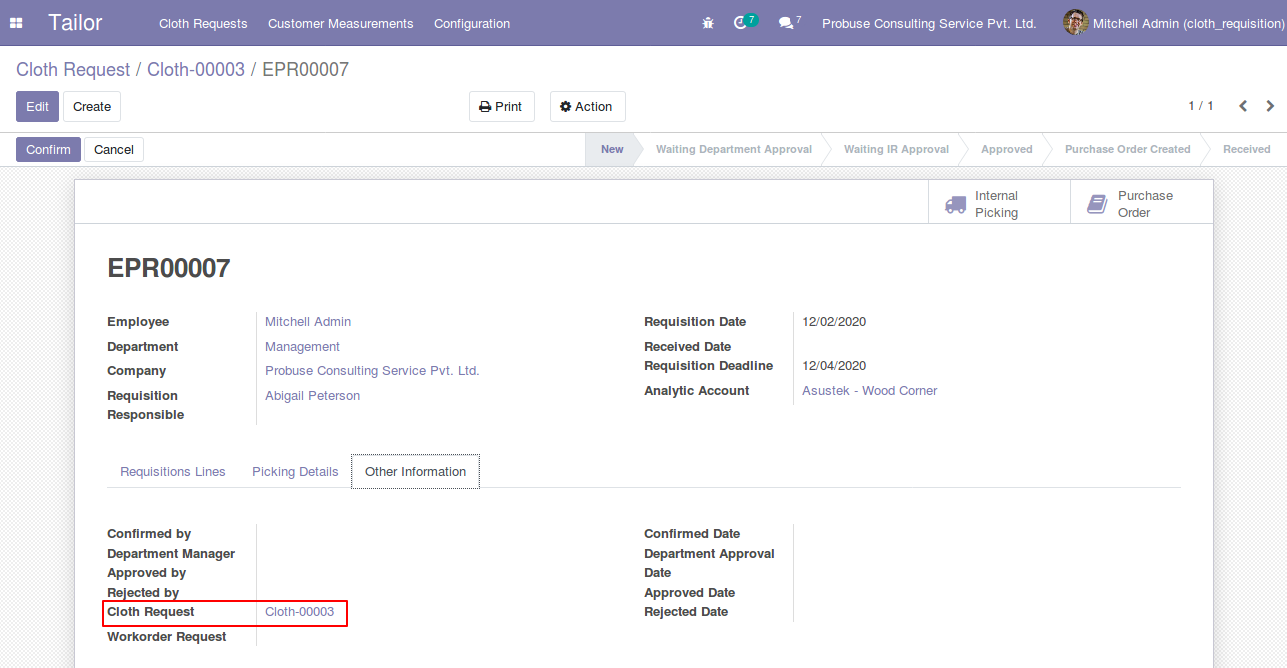 Tailor Cloth Requests Customer Measurements Configuration 7 7 Probuse Consulting Service Pvt. Ltd. Mitchell Admin (cloth_requisition)
Cloth Request / Cloth-00003 / EPR00007
Edit Create Print Action 1 / 1
Confirm Cancel New Waiting Department Approval Waiting IR Approval Approved Purchase Order Created Received
Internal Picking
Purchase Order
EPR00007
Employee Mitchell Admin
Department Management
Company Probuse Consulting Service Pvt. Ltd.
Requisition Responsible Abigail Peterson
Requisition Date 12/02/2020
Received Date
Requisition Deadline 12/04/2020
Analytic Account Asustek - Wood Corner
Requisitions Lines Picking Details Other Information
Confirmed by
Department Manager
Approved by
Rejected by
Cloth Request Cloth-00003
Workorder Request
Confirmed Date
Department Approval
Date
Approved Date
Rejected Date